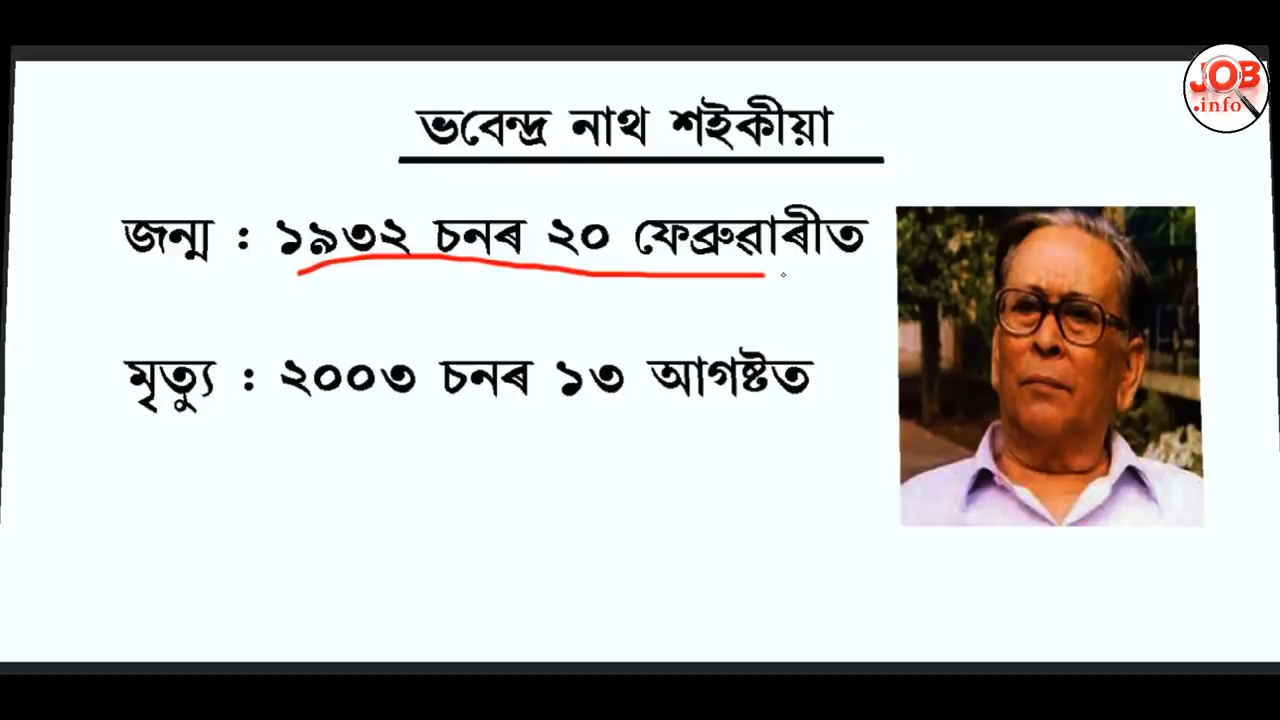 JOB
.info
ভবেন্দ্ৰ নাথ শইকীয়া
জন্ম : ১৯৩২ চনৰ ২০ ফেব্ৰুৱাৰীত
মৃত্যু : ২০০৩ চনৰ ১৩ আগষ্টত